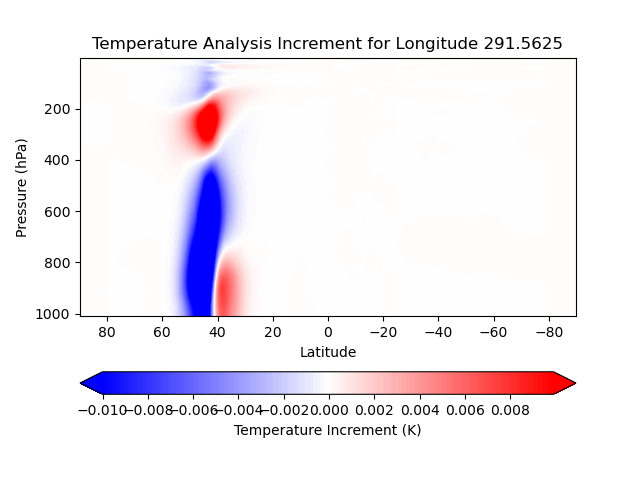 Temperature Analysis Increment for Longitude 291.5625
Pressure (hPa)
200
400
600
800
1000
80 60 40 20 0 −20 −40 −60 −80
Latitude
−0.010 −0.008 −0.006 −0.004 −0.002 0.000 0.002 0.004 0.006 0.008
Temperature Increment (K)